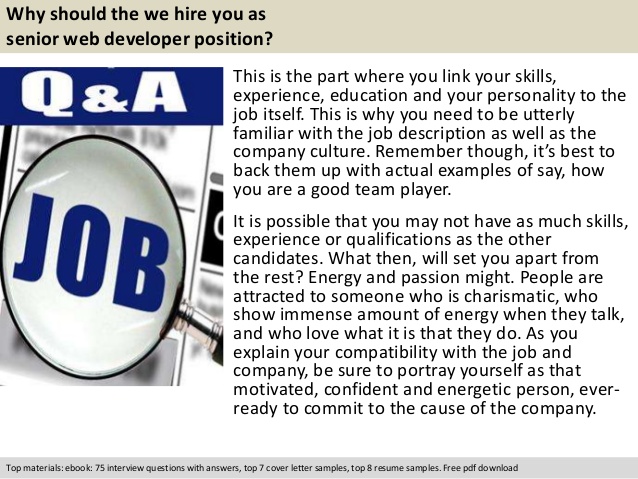 Why should the we hire you as
senior web developer position?
Q&A
JOB
This is the part where you link your skills,
experience, education and your personality to the
job itself. This is why you need to be utterly
familiar with the job description as well as the
company culture. Remember though, it’s best to
back them up with actual examples of say, how
you are a good team player.
It is possible that you may not have as much skills,
experience or qualifications as the other
candidates. What then, will set you apart from
the rest? Energy and passion might. People are
attracted to someone who is charismatic, who
show immense amount of energy when they talk,
and who love what it is that they do. As you
explain your compatibility with the job and
company, be sure to portray yourself as that
motivated, confident and energetic person, ever-
ready to commit to the cause of the company.
Top materials: ebook: 75 interview questions with answers, top 7 cover letter samples, top 8 resume samples. Free pdf download